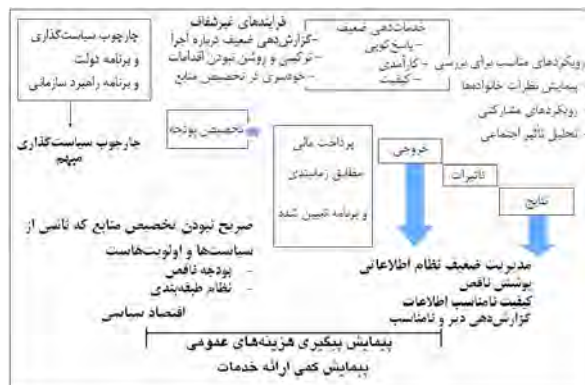 چارچوب سیاست‌گذاری
و برنامه دولت
و برنامه راهبرد سازمانی
چارچوب سیاست‌گذاری
مبهم
فرایندهای غیرشفاف
–گزارش‌دهی ضعیف درباره اجرا
– ترکیبی و روشن نبودن اقدامات
– خودسری در تخصیص منابع
خدمات‌دهی ضعیف
– پاسخ‌گویی
– کارآمدی
– کیفیت
رویکردهای مناسب برای بررسی
– پیمایش نظرات خانواده‌ها
رویکردهای مشارکتی
– تحلیل تاثیر اجتماعی
تخصیص بودجه
پرداخت مالی
مطابق زمانبندی
و برنامه تعیین شده
خروجی
تاثیرات
نتایج
صریح نبودن تخصیص منابع که ناشی از
سیاست‌ها و اولویت‌هاست
– بودجه ناقص
– نظام طبقه‌بندی
اقتصاد سیاسی
مدیریت ضعیف نظام اطلاعاتی
پوشش ناقص
کیفیت نامناسب اطلاعات
گزارش‌دهی دیر و نامناسب
پیمایش پیگیری هزینه‌های عمومی
پیمایش کمی ارائه خدمات